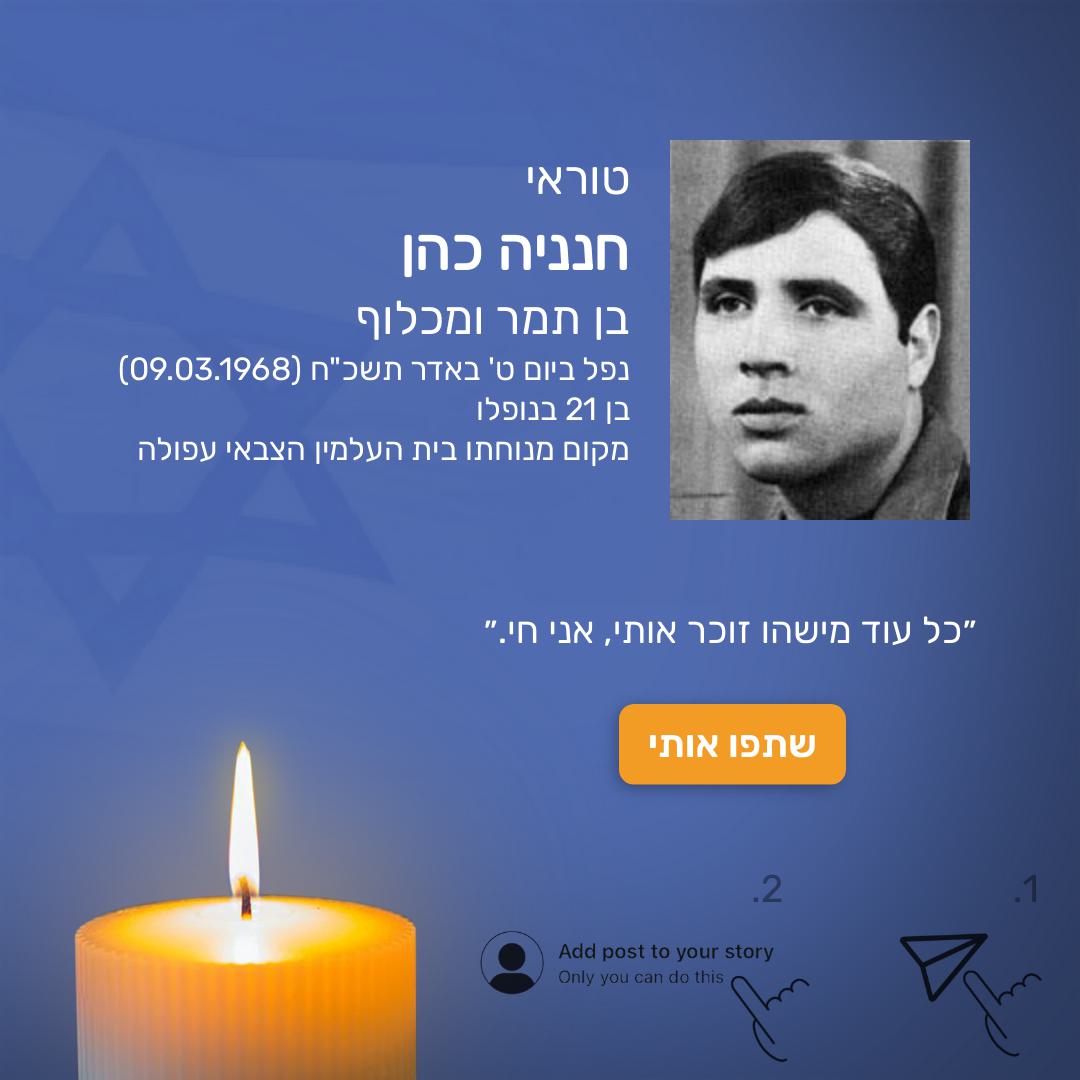 טוראי
חנניה כהן
בן תמר ומכלוף
נפל ביום ט' באדר תשכ"ח (09.03.1968)
בן 21 בנופלו
מקום מנוחתו בית העלמין הצבאי עפולה
״כל עוד מישהו זוכר אותי, אני חי.״
שתפו אותי
1.
2.
Add post to your story
Only you can do this